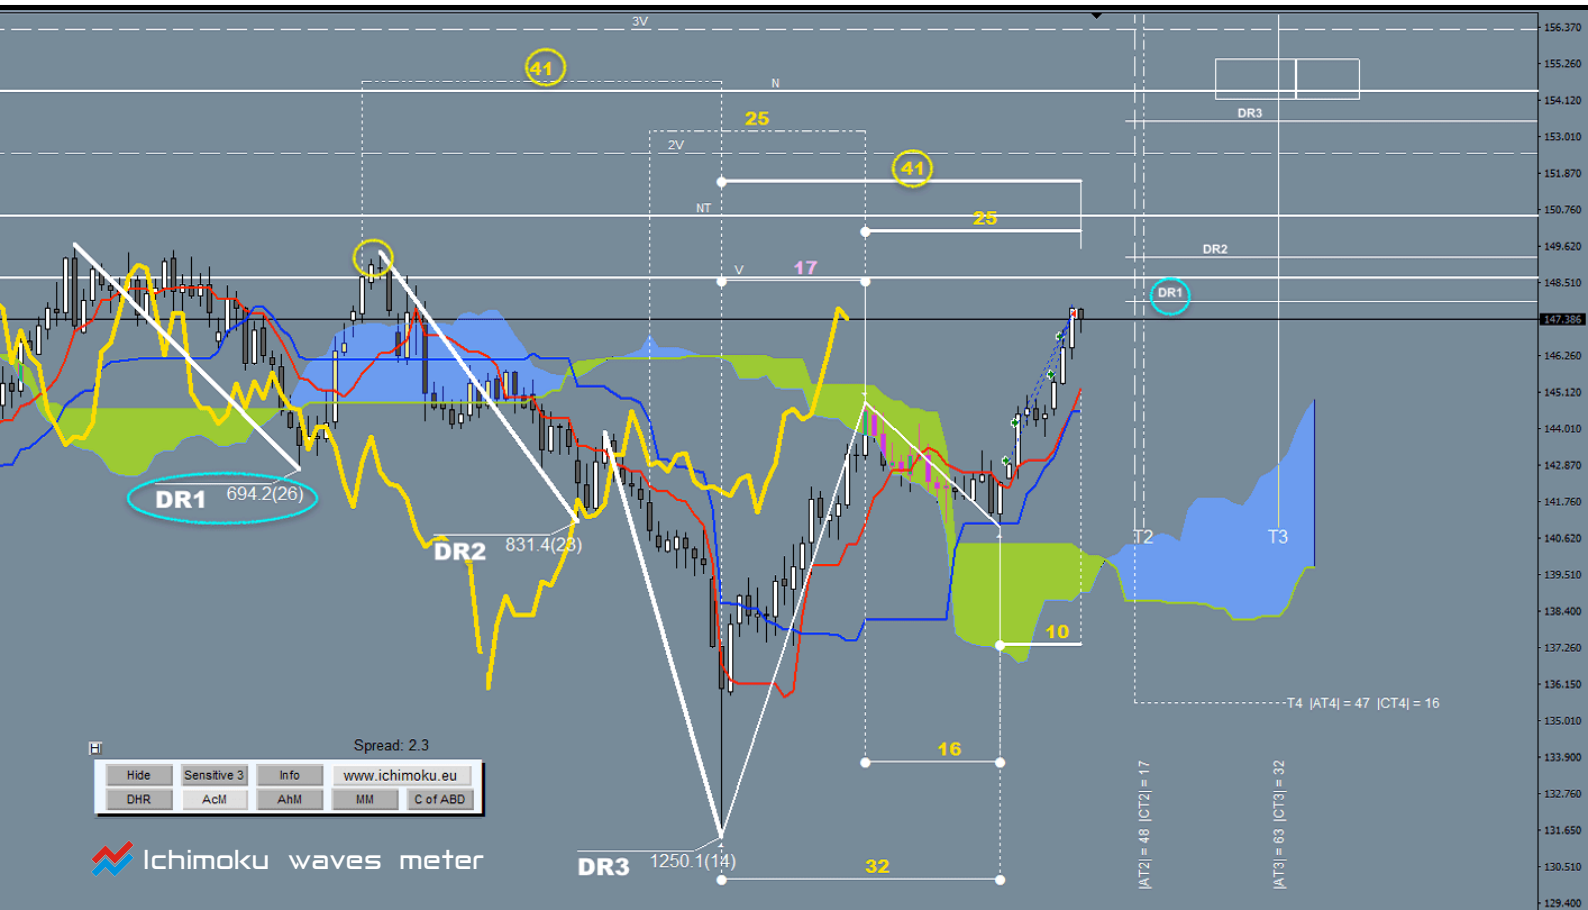 3V
41
N
25
2V
DR3
41
NT
25
DR2
V
17
DR1
DR1
694.2(26)
DR2
831.4(23)
T2
T3
10
T4 |AT4| = 47 |CT4| = 16
16
|AT2| = 48 |CT2| = 17
|AT3| = 63 |CT3| = 32
Spread: 2.3
H
Hide
Sensitive 3
Info
www.ichimoku.eu
DHR
AcM
AhM
MM
C of ABD
Ichimoku waves meter
DR3
1250.1(14)
32
156.370
155.260
154.120
153.010
151.870
150.760
149.620
148.510
147.386
146.260
145.120
144.010
142.870
141.760
140.620
139.510
138.400
137.260
136.150
135.010
133.900
132.760
131.650
130.510
129.400